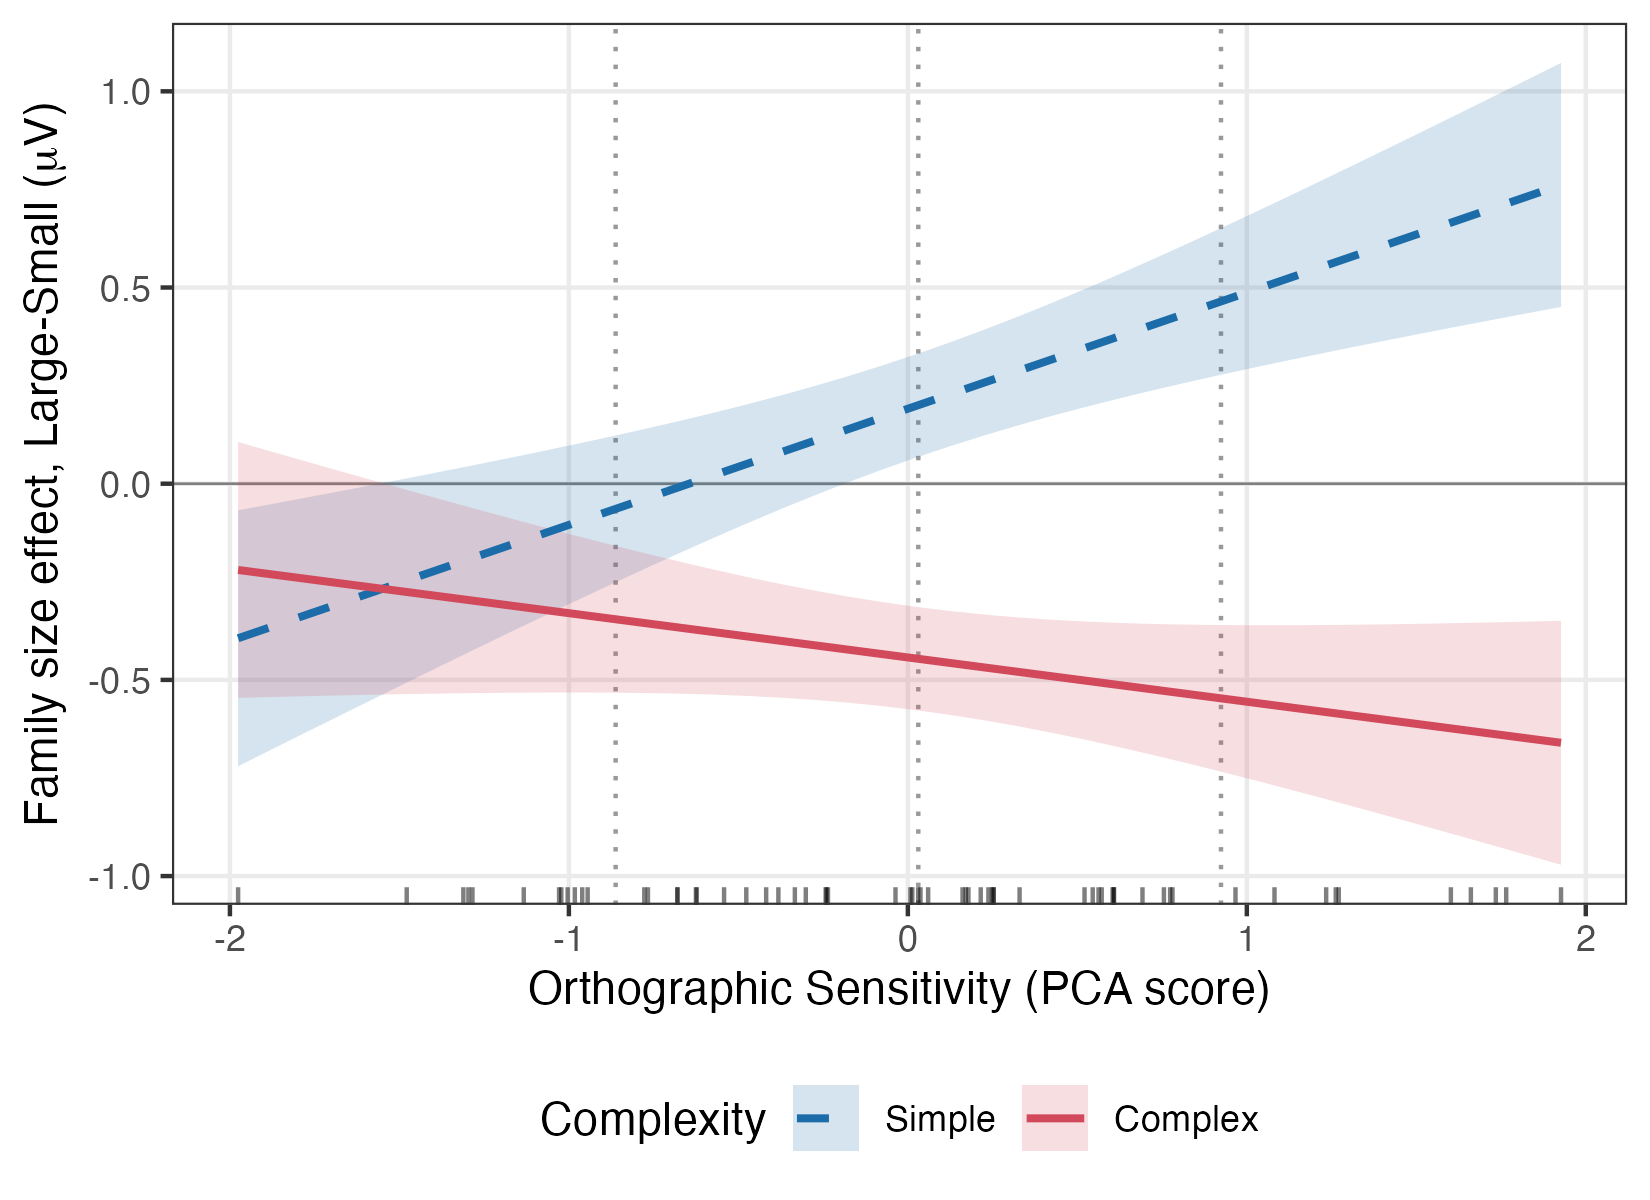 Family size effect, Large-Small (μV)
1.0
0.5
0.0
-0.5
-1.0
-2
-1
0
1
2
Orthographic Sensitivity (PCA score)
Complexity
Simple
Complex